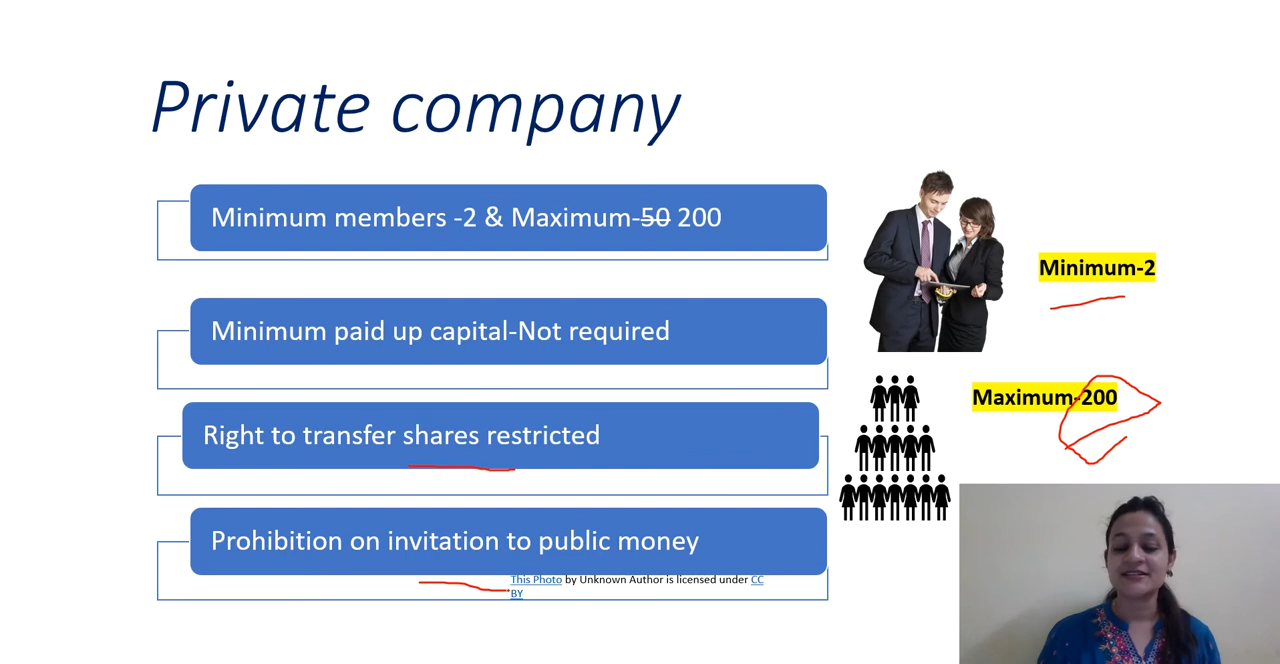 Private company
Minimum members -2 & Maximum-50 200
Minimum-2
Minimum paid up capital-Not required
Maximum-200
Right to transfer shares restricted
Prohibition on invitation to public money
This Photo by Unknown Author is licensed under CC
BY